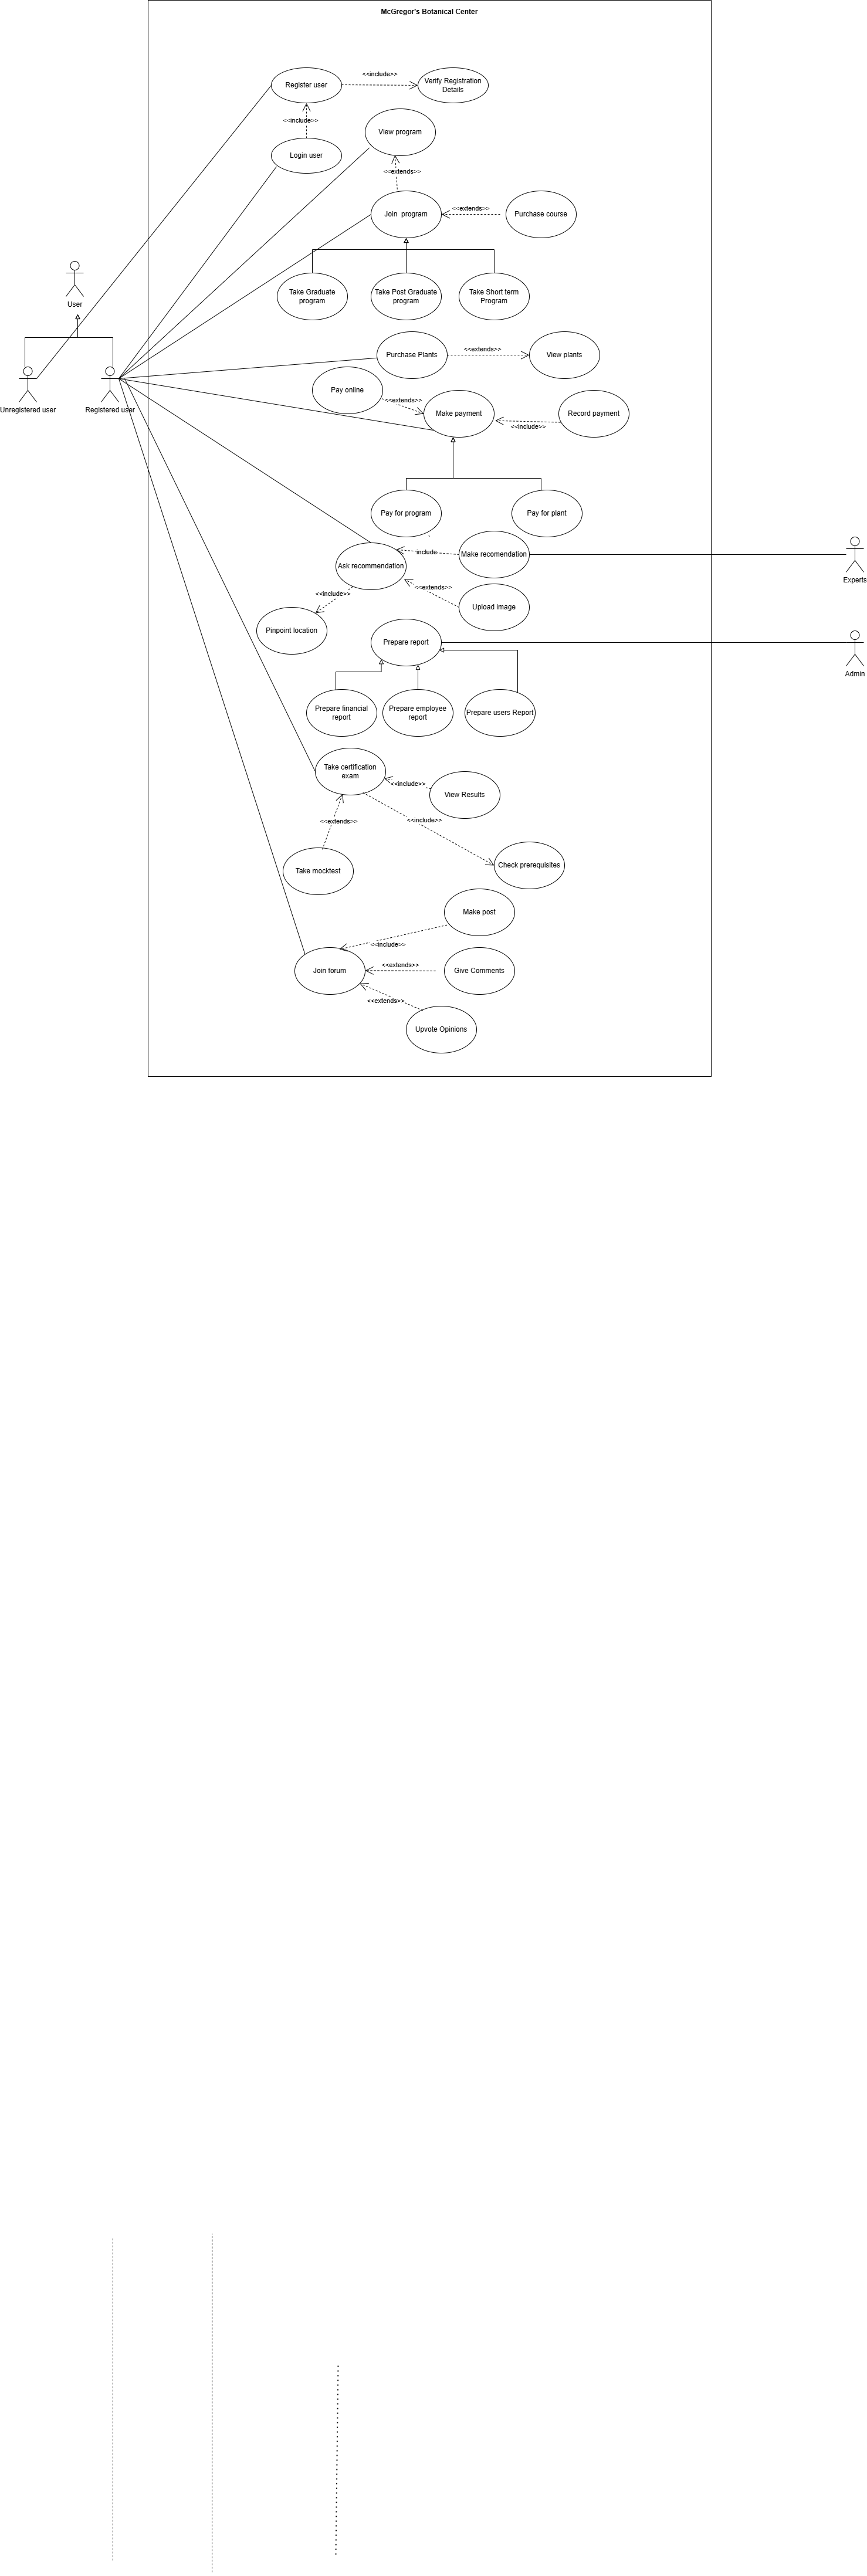 McGregor's Botanical Center
Register user
<<include>>
Verify Registration
Details
<<include>>
Login user
View program
<<extends>>
Join  program
<<extends>>
Purchase course
Take Graduate
program
Take Post Graduate
program
Take Short term
Program
User
Unregistered user
Registered user
Purchase Plants
<<extends>>
View plants
Pay online
<<extends>>
Make payment
<<include>>
Record payment
Pay for program
Pay for plant
Ask recommendation
include
Make recomendation
Experts
<<extends>>
Upload image
<<include>>
Pinpoint location
Prepare report
Admin
Prepare financial
report
Prepare employee
report
Prepare users Report
Take certification
exam
<<include>>
View Results
<<extends>>
<<include>>
Take mocktest
Check prerequisites
Make post
<<include>>
Join forum
<<extends>>
Give Comments
<<extends>>
Upvote Opinions